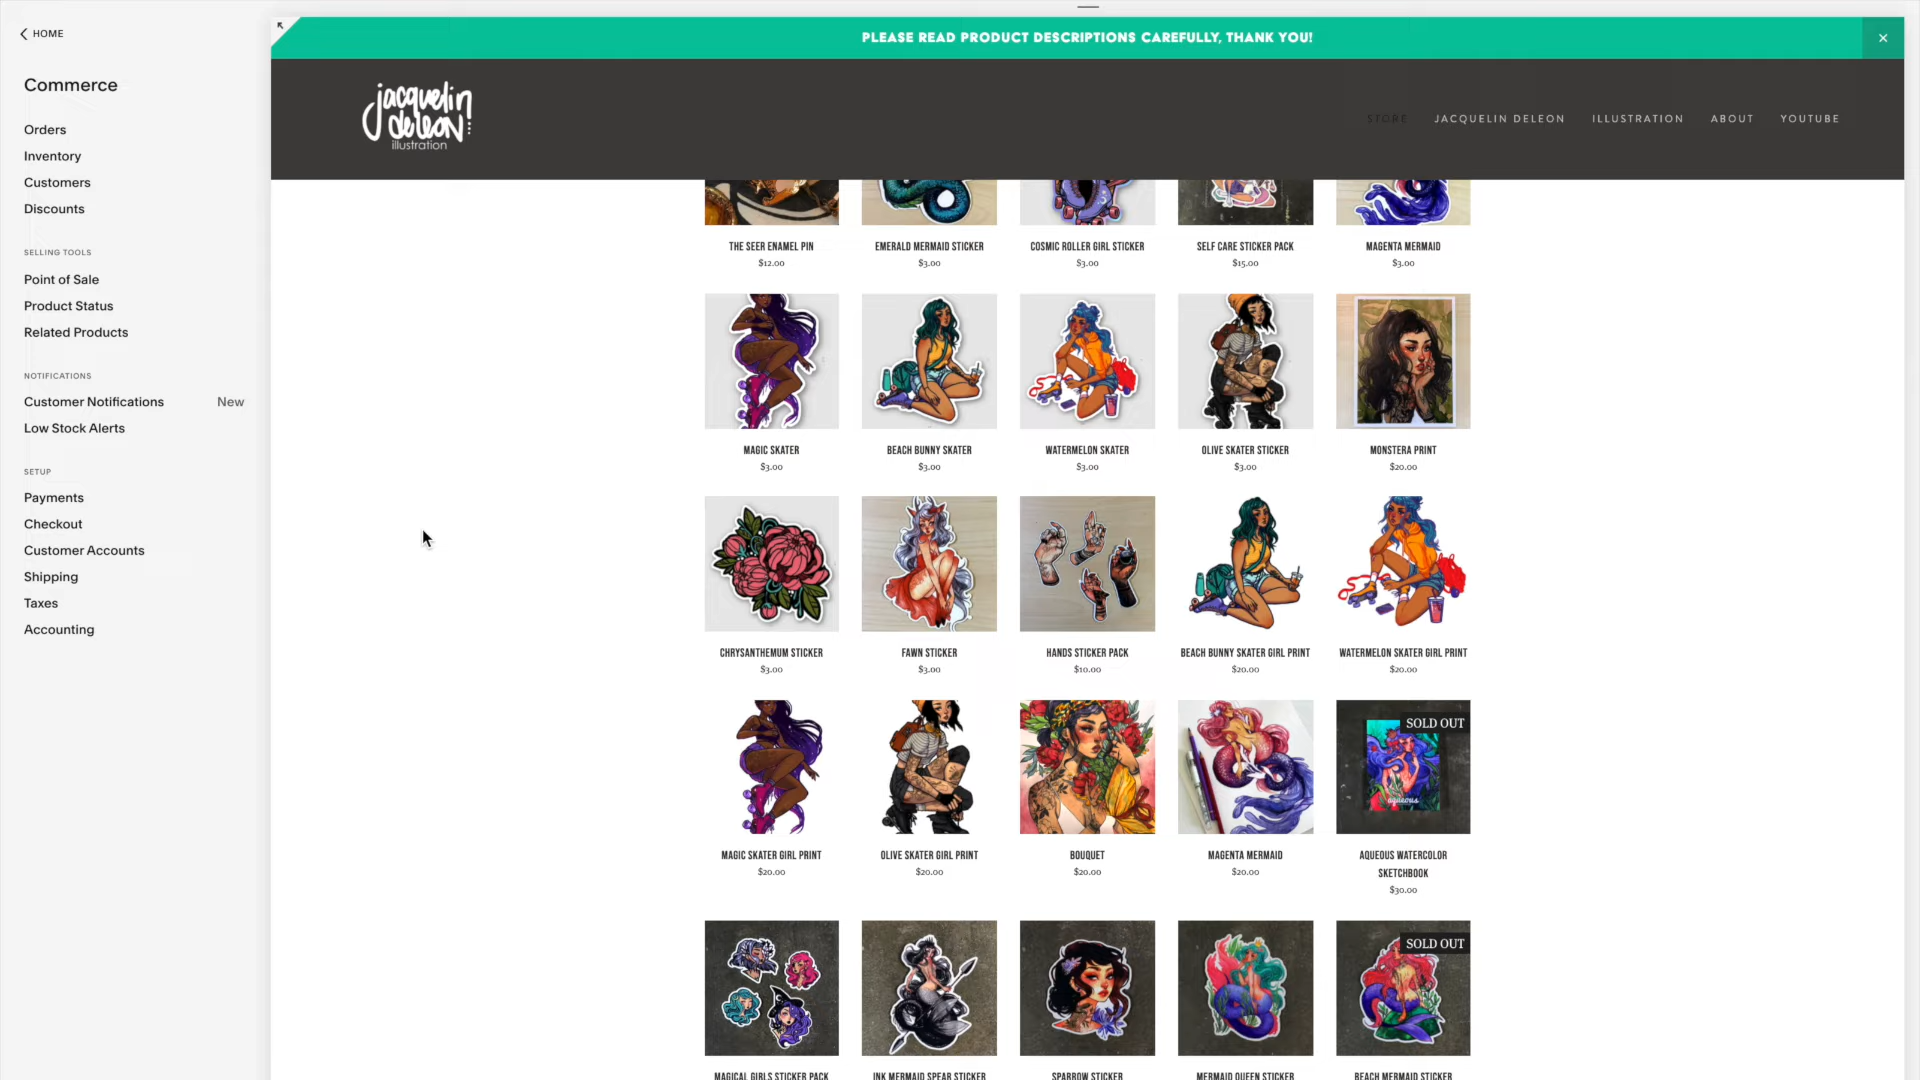 HOME
Commerce
Orders
Inventory
Customers
Discounts
SELLING TOOLS
Point of Sale
Product Status
Related Products
NOTIFICATIONS
Customer Notifications New
Low Stock Alerts
SETUP
Payments
Checkout
Customer Accounts
Shipping
Taxes
Accounting
PLEASE READ PRODUCT DESCRIPTIONS CAREFULLY, THANK YOU!
jacquelin
deleon
illustration
STORE JACQUELIN DELEON ILLUSTRATION ABOUT YOUTUBE
THE SEER ENAMEL PIN EMERALD MERMAID STICKER COSMIC ROLLER GIRL STICKER SELF CARE STICKER PACK MAGENTA MERMAID
$12.00 $3.00 $3.00 $15.00 $3.00
MAGIC SKATER BEACH BUNNY SKATER WATERMELON SKATER OLIVE SKATER STICKER MONSTERA PRINT
$3.00 $3.00 $3.00 $3.00 $20.00
CHRYSANTHEMUM STICKER FAWN STICKER HANDS STICKER PACK BEACH BUNNY SKATER GIRL PRINT WATERMELON SKATER GIRL PRINT
$3.00 $3.00 $10.00 $20.00 $20.00
SOLD OUT
aqueous
MAGIC SKATER GIRL PRINT OLIVE SKATER GIRL PRINT BOUQUET MAGENTA MERMAID AQUEOUS WATERCOLOR
SKETCHBOOK
$20.00 $20.00 $20.00 $20.00 $30.00
SOLD OUT
MAGICAL GIRLS STICKER PACK INK MERMAID SPEAR STICKER SPARROW STICKER MERMAID QUEEN STICKER BEACH MERMAID STICKER